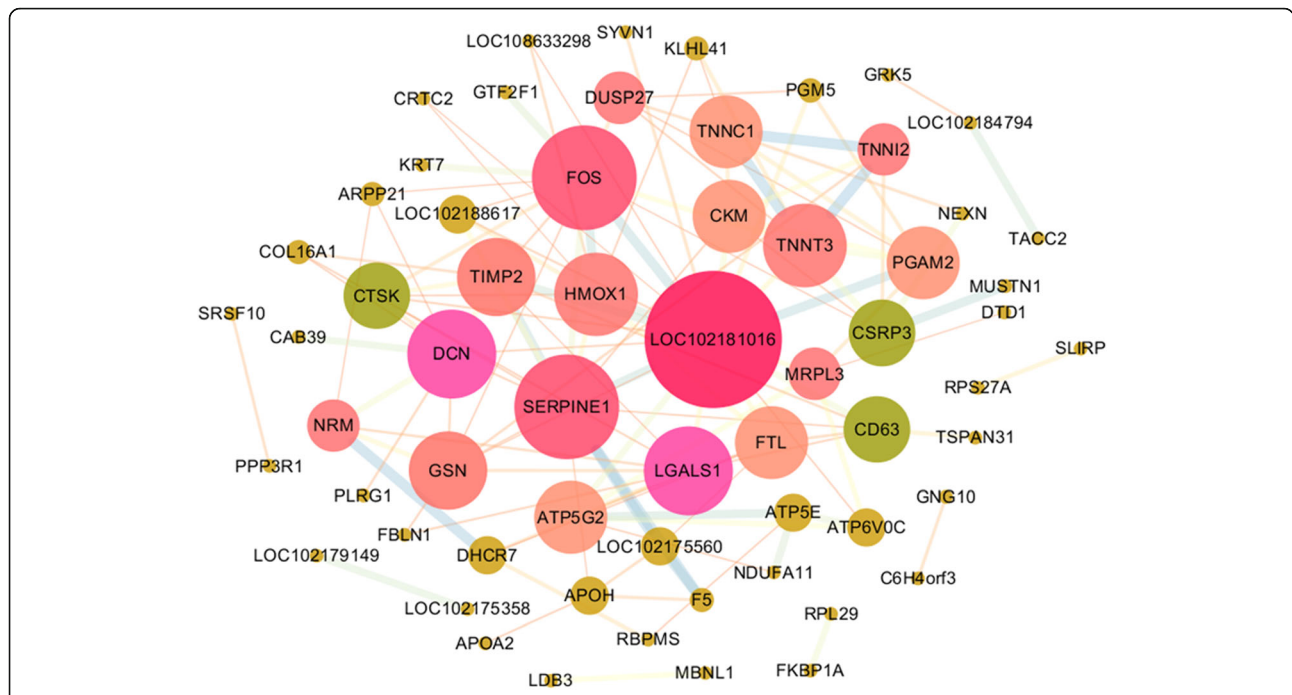 SYVN1
LOC108633298
KLHL41
GRK5
PGM5
GTF2F1
CRTC2
DUSP27
LOC102184794
TNNC1
TNNI2
KRT7
FOS
ARPP21
LOC102188617
CKM
NEXN
TACC2
TNNT3
COL16A1
PGAM2
TIMP2
MUSTN1
HMOX1
CTSK
SRSF10
DTD1
CSRP3
CAB39
LOC102181016
SLIRP
DCN
MRPL3
RPS27A
SERPINE1
NRM
CD63
TSPAN31
FTL
PPP3R1
GSN
LGALS1
PLRG1
GNG10
ATP5E
ATP5G2
ATP6V0C
FBLN1
LOC102175560
LOC102179149
DHCR7
NDUFA11
C6H4orf3
APOH
F5
LOC102175358
RPL29
RBPMS
APOA2
FKBP1A
MBNL1
LDB3